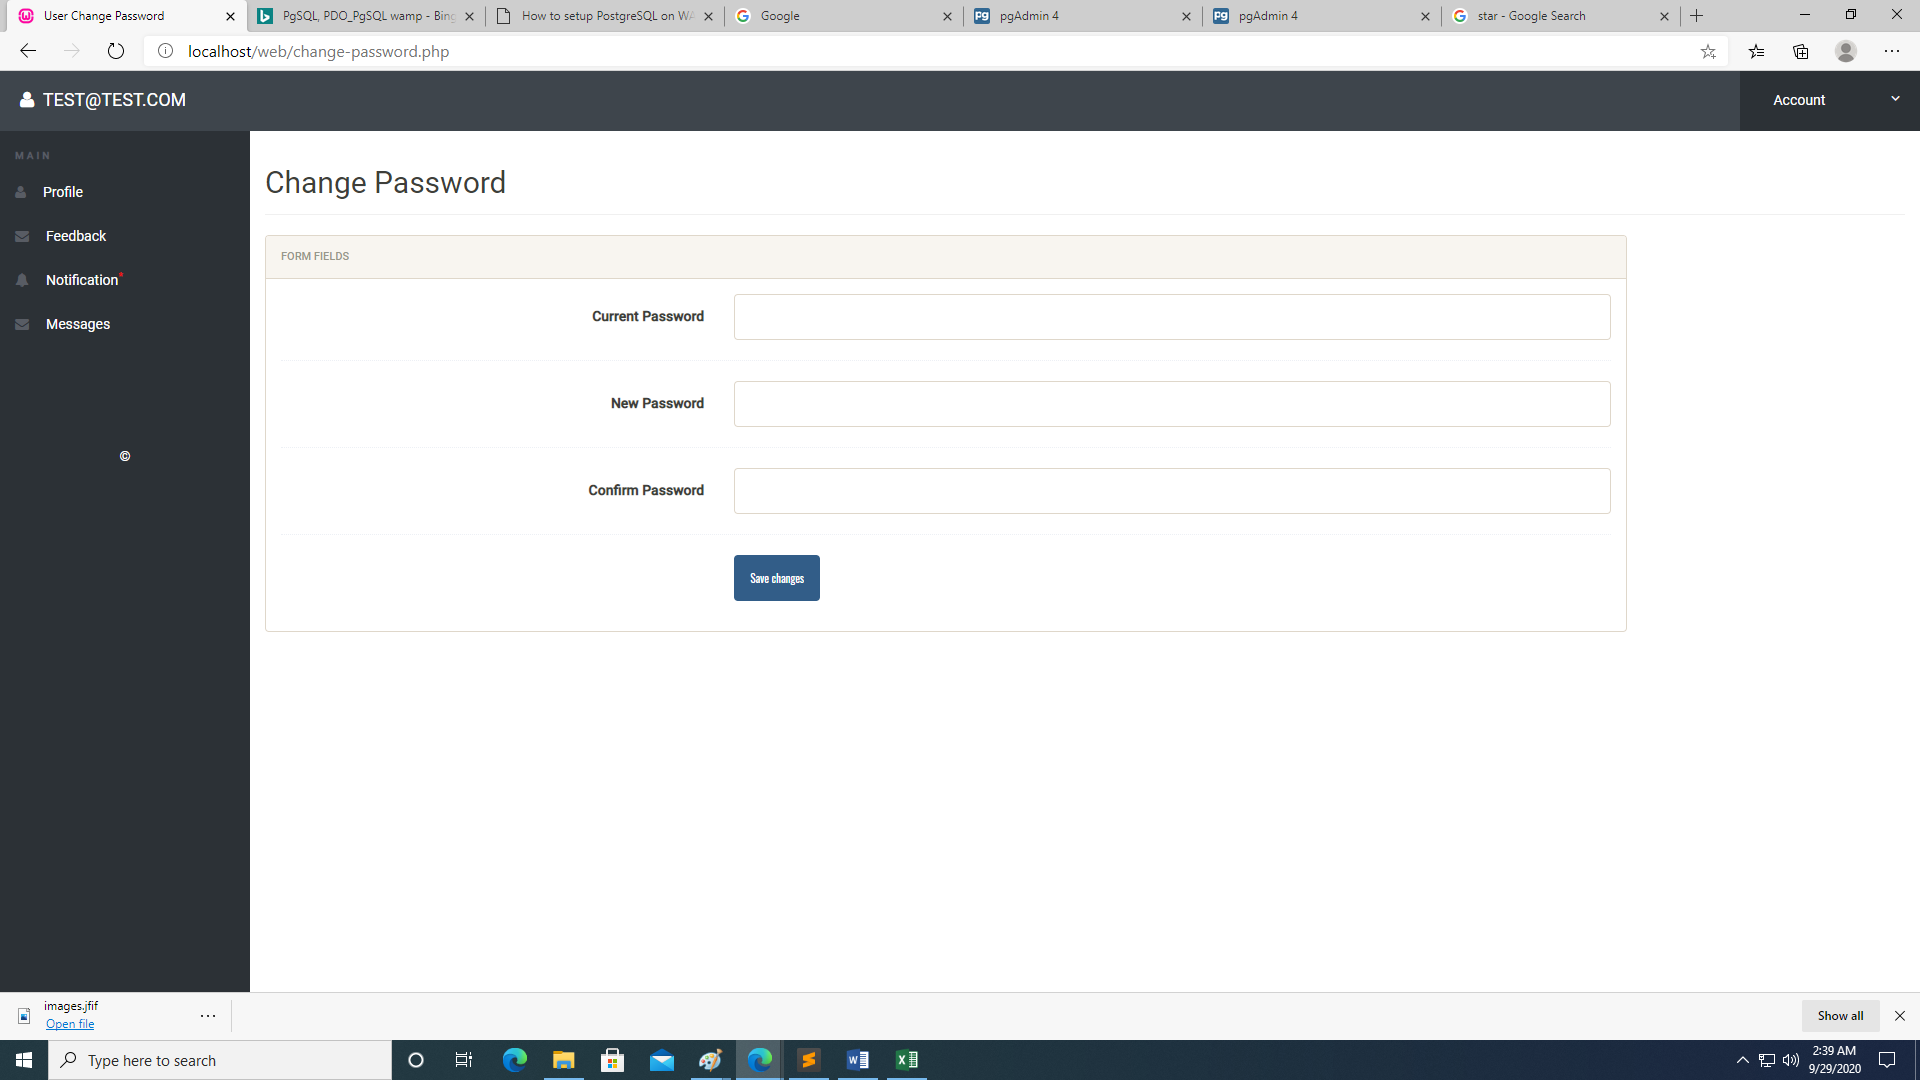 User Change Password
PgSQL, PDO_PgSQL wamp - Bing
How to setup PostgreSQL on WA
Google
pgAdmin 4
pgAdmin 4
star - Google Search
localhost/web/change-password.php
TEST@TEST.COM
Account
MAIN
Profile
Feedback
Notification*
Messages
©
Change Password
FORM FIELDS
Current Password
New Password
Confirm Password
Save changes
images.jfif
Open file
Show all
Type here to search
2:39 AM
9/29/2020